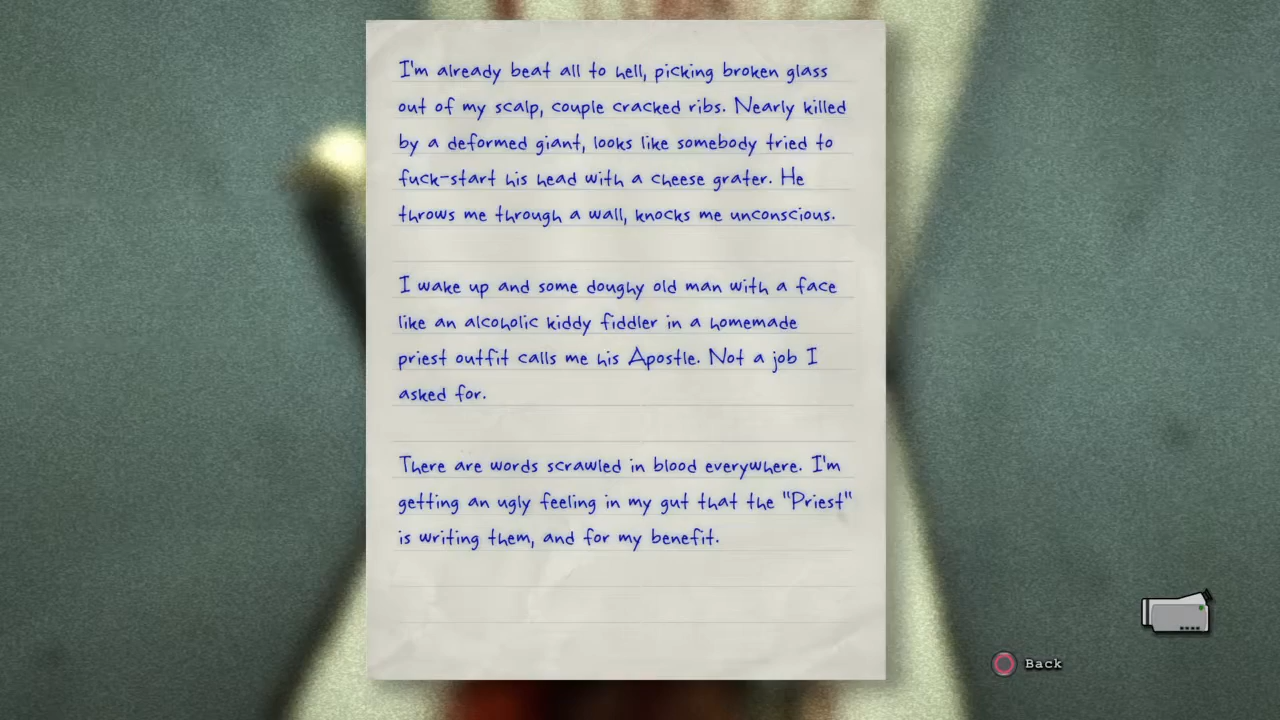 I'm already beat all to hell, picking broken glass
out of my scalp, couple cracked ribs. Nearly killed
by a deformed giant, looks like somebody tried to
fuck-start his head with a cheese grater. He
throws me through a wall, knocks me unconscious.
I wake up and some doughy old man with a face
like an alcoholic kiddy fiddler in a homemade
priest outfit calls me his Apostle. Not a job I
asked for.
There are words scrawled in blood everywhere. I'm
getting an ugly feeling in my gut that the "Priest"
is writing them, and for my benefit.
Back